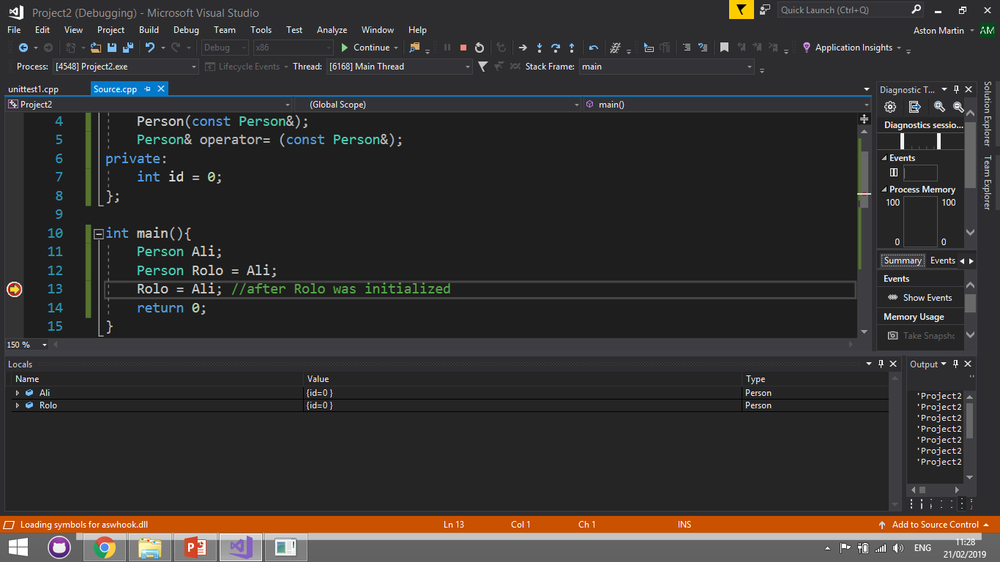 Project2 (Debugging) - Microsoft Visual Studio
Quick Launch (Ctrl+Q)
File Edit View Project Build Debug Team Tools Test Analyze Window Help
Aston Martin AM
Debug x86 Continue Application Insights
Process: [4548] Project2.exe Lifecycle Events Thread: [6168] Main Thread Stack Frame: main
unittest1.cpp Source.cpp
Project2 (Global Scope) main()
4 Person(const Person&);
5 Person& operator= (const Person&);
6 private:
7 int id = 0;
8 };
9
10 int main(){
11 Person Ali;
12 Person Rolo = Ali;
13 Rolo = Ali; //after Rolo was initialized
14 return 0;
15 }
150 %
Diagnostic T...
Diagnostics sessio...
Events
Process Memory
100 100
0 0
Summary Events
Events
Show Events
Memory Usage
Take Snapsho
Solution Explorer
Team Explorer
Locals
Name Value Type
Ali {id=0 } Person
Rolo {id=0 } Person
Output
'Project2
'Project2
'Project2
'Project2
'Project2
'Project2
'Project2
Loading symbols for aswhook.dll Ln 13 Col 1 Ch 1 INS Add to Source Control
ENG
11:28
21/02/2019